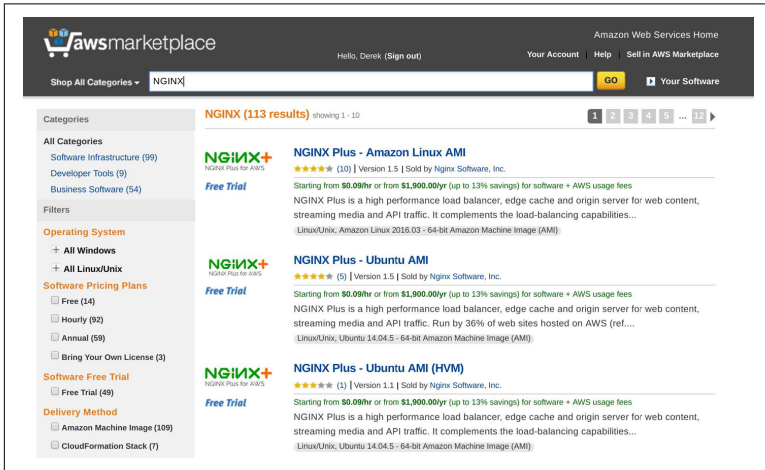 awsmarketplace
Amazon Web Services Home
Hello, Derek (Sign out)
Your Account | Help | Sell in AWS Marketplace
Shop All Categories
NGINX
GO
Your Software
Categories
All Categories
Software Infrastructure (99)
Developer Tools (9)
Business Software (54)
Filters
Operating System
All Windows
All Linux/Unix
Software Pricing Plans
Free (14)
Hourly (92)
Annual (59)
Bring Your Own License (3)
Software Free Trial
Free Trial (49)
Delivery Method
Amazon Machine Image (109)
CloudFormation Stack (7)
NGINX (113 results) showing 1 - 10
1 2 3 4 5 ... 12
NGINX+
NGINX Plus for AWS
Free Trial
NGINX Plus - Amazon Linux AMI
(10) | Version 1.5 | Sold by Nginx Software, Inc.
Starting from $0.09/hr or from $1,900.00/yr (up to 13% savings) for software + AWS usage fees
NGINX Plus is a high performance load balancer, edge cache and origin server for web content,
streaming media and API traffic. It complements the load-balancing capabilities...
Linux/Unix, Amazon Linux 2016.03 - 64-bit Amazon Machine Image (AMI)
NGINX+
NGINX Plus for AWS
Free Trial
NGINX Plus - Ubuntu AMI
(5) | Version 1.5 | Sold by Nginx Software, Inc.
Starting from $0.09/hr or from $1,900.00/yr (up to 13% savings) for software + AWS usage fees
NGINX Plus is a high performance load balancer, edge cache and origin server for web content,
streaming media and API traffic. Run by 36% of web sites hosted on AWS (ref....
Linux/Unix, Ubuntu 14.04.5 - 64-bit Amazon Machine Image (AMI)
NGINX+
NGINX Plus for AWS
Free Trial
NGINX Plus - Ubuntu AMI (HVM)
(1) | Version 1.1 | Sold by Nginx Software, Inc.
Starting from $0.09/hr or from $1,900.00/yr (up to 13% savings) for software + AWS usage fees
NGINX Plus is a high performance load balancer, edge cache and origin server for web content,
streaming media and API traffic. It complements the load-balancing capabilities...
Linux/Unix, Ubuntu 14.04.5 - 64-bit Amazon Machine Image (AMI)